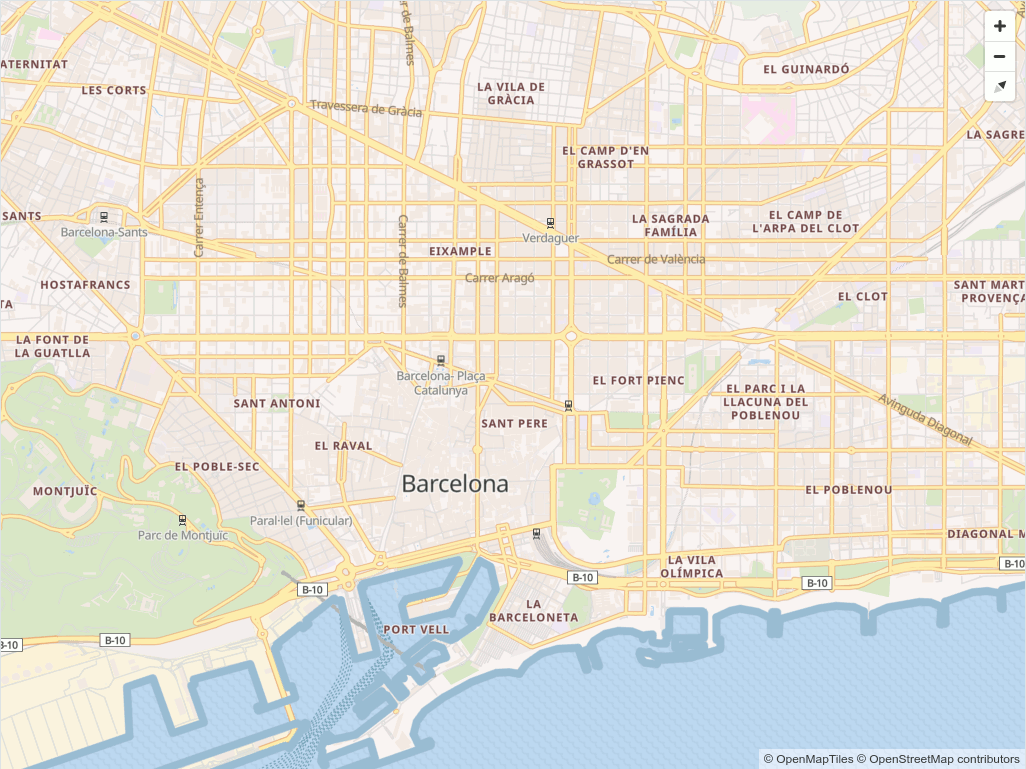 r de Balmes
Av
ATERNITAT
EL GUINARDÓ
LES CORTS
LA VILA DE
GRÀCIA
Travessera de Gràcia
LA SAGRE
EL CAMP D'EN
GRASSOT
SANTS
Barcelona-Sants
Carrer Entença
Carrer de Balmes
Verdaguer
LA SAGRADA
FAMÍLIA
EL CAMP DE
L'ARPA DEL CLOT
EIXAMPLE
Carrer de València
Carrer Aragó
HOSTAFRANCS
TA
EL CLOT
SANT MART
PROVENÇA
LA FONT DE
LA GUATLLA
Barcelona- Plaça
Catalunya
EL FORT PIENC
EL PARC I LA
LLACUNA DEL
POBLENOU
Avinguda Diagonal
SANT ANTONI
SANT PERE
EL RAVAL
EL POBLE-SEC
Barcelona
MONTJUÏC
EL POBLENOU
Paral·lel (Funicular)
Parc de Montjuïc
DIAGONAL M
LA VILA
OLÍMPICA
B-10
B-10
B-10
B-10
LA
BARCELONETA
PORT VELL
B-10
B-10
© OpenMapTiles © OpenStreetMap contributors